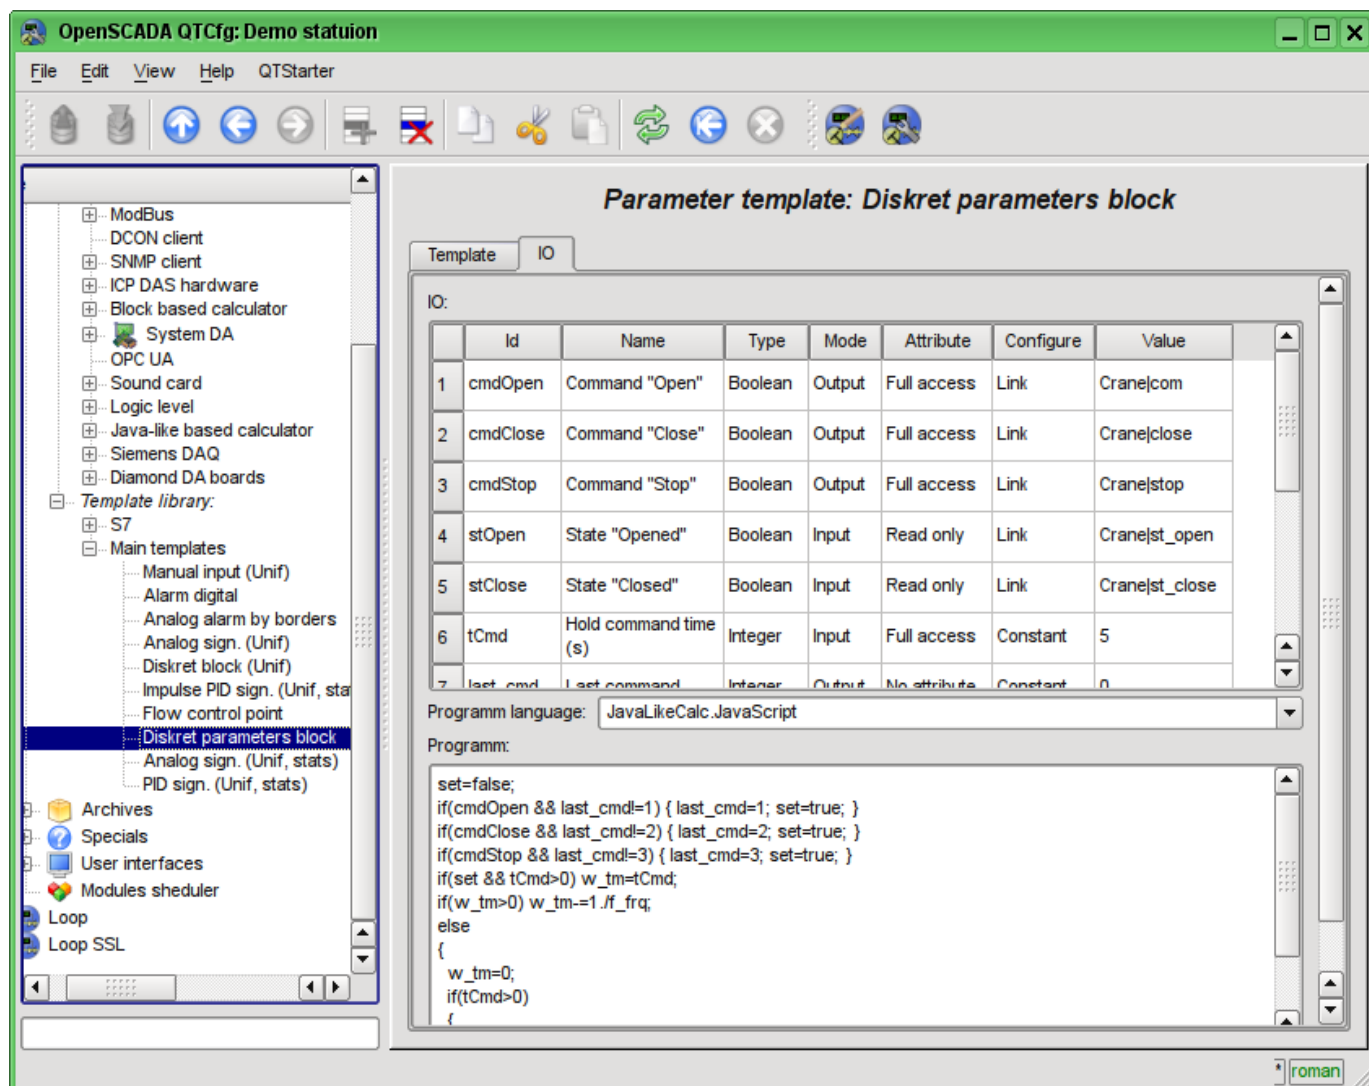 OpenSCADA QTCfg: Demo statuion
File Edit View Help QTStarter
ModBus
DCON client
SNMP client
ICP DAS hardware
Block based calculator
System DA
OPC UA
Sound card
Logic level
Java-like based calculator
Siemens DAQ
Diamond DA boards
Template library:
S7
Main templates
Manual input (Unif)
Alarm digital
Analog alarm by borders
Analog sign. (Unif)
Diskret block (Unif)
Impulse PID sign. (Unif, sta
Flow control point
Diskret parameters block
Analog sign. (Unif, stats)
PID sign. (Unif, stats)
Archives
Specials
User interfaces
Modules sheduler
Loop
Loop SSL
Parameter template: Diskret parameters block
Template IO
IO:
Id Name Type Mode Attribute Configure Value
1 cmdOpen Command "Open" Boolean Output Full access Link Crane|com
2 cmdClose Command "Close" Boolean Output Full access Link Crane|close
3 cmdStop Command "Stop" Boolean Output Full access Link Crane|stop
4 stOpen State "Opened" Boolean Input Read only Link Crane|st_open
5 stClose State "Closed" Boolean Input Read only Link Crane|st_close
6 tCmd Hold command time (s) Integer Input Full access Constant 5
7 last_cmd Last command Integer Output No attribute Constant 0
Programm language: JavaLikeCalc.JavaScript
Programm:
set=false;
if(cmdOpen && last_cmd!=1) { last_cmd=1; set=true; }
if(cmdClose && last_cmd!=2) { last_cmd=2; set=true; }
if(cmdStop && last_cmd!=3) { last_cmd=3; set=true; }
if(set && tCmd>0) w_tm=tCmd;
if(w_tm>0) w_tm-=1./f_frq;
else
{
w_tm=0;
if(tCmd>0)
{
* roman